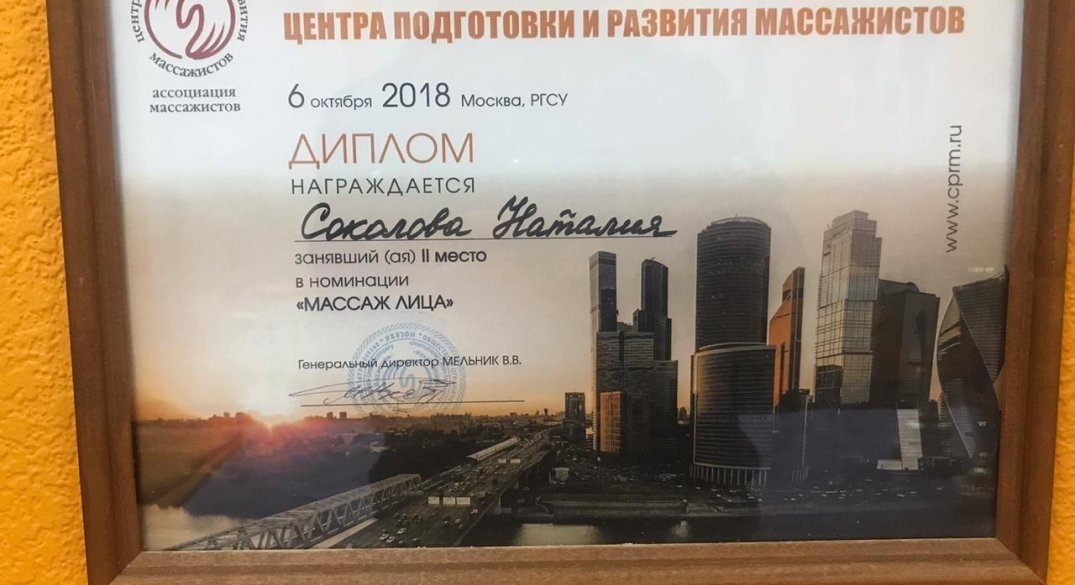 массажистов
ассоциация
массажистов
ЦЕНТРА ПОДГОТОВКИ И РАЗВИТИЯ МАССАЖИСТОВ
6 октября 2018 Москва, РГСУ
ДИПЛОМ
НАГРАЖДАЕТСЯ
Соколова Наталия
занявший (ая) II место
в номинации
«МАССАЖ ЛИЦА»
Генеральный директор МЕЛЬНИК В.В.
www.cprm.ru